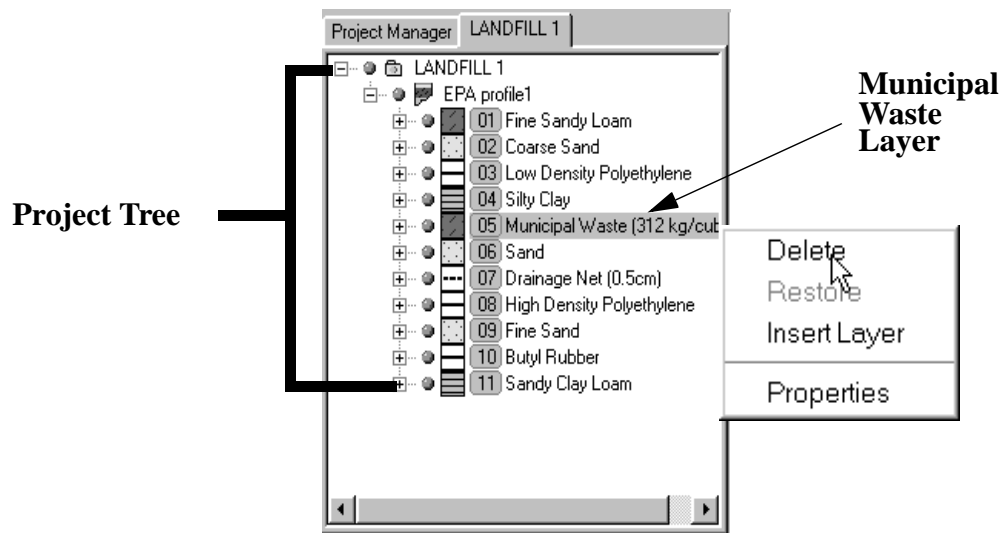 Project Manager LANDFILL 1
LANDFILL 1
EPA profile1
01 Fine Sandy Loam
02 Coarse Sand
03 Low Density Polyethylene
04 Silty Clay
05 Municipal Waste (312 kg/cub
06 Sand
07 Drainage Net (0.5cm)
08 High Density Polyethylene
09 Fine Sand
10 Butyl Rubber
11 Sandy Clay Loam
Project Tree
Municipal
Waste
Layer
Delete
Restore
Insert Layer
Properties